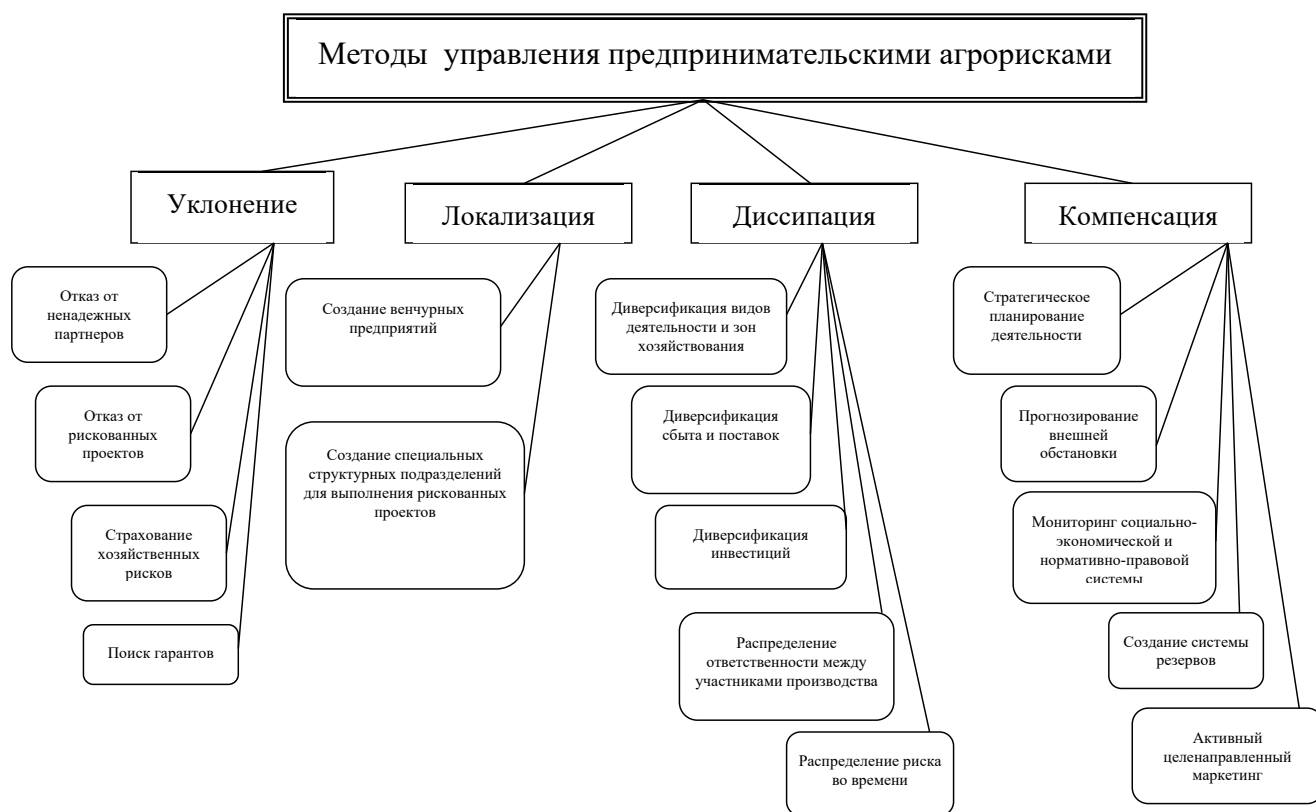 Методы управления предпринимательскими агрорисками
Уклонение
Локализация
Диссипация
Компенсация
Отказ от
ненадежных
партнеров
Отказ от
рискованных
проектов
Страхование
хозяйственных
рисков
Поиск гарантов
Создание венчурных
предприятий
Создание специальных
структурных подразделений
для выполнения рискованных
проектов
Диверсификация видов
деятельности и зон
хозяйствования
Диверсификация
сбыта и поставок
Диверсификация
инвестиций
Распределение
ответственности между
участниками производства
Распределение риска
во времени
Стратегическое
планирование
деятельности
Прогнозирование
внешней
обстановки
Мониторинг социально-
экономической и
нормативно-правовой
системы
Создание системы
резервов
Активный
целенаправленный
маркетинг